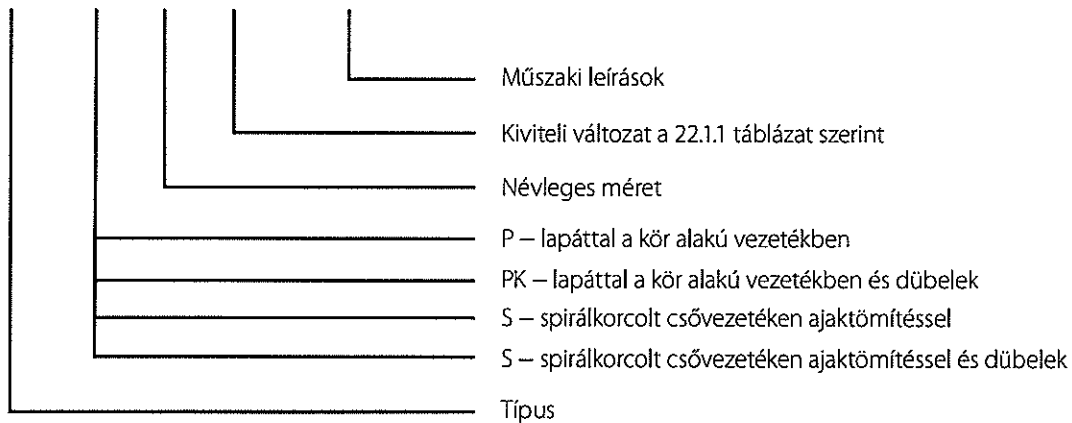 Műszaki leírások
Kiviteli változat a 22.1.1 táblázat szerint
Névleges méret
P – lapáttal a kör alakú vezetékben
PK – lapáttal a kör alakú vezetékben és dübelek
S – spirálkorcolt csővezetéken ajaktömítéssel
S – spirálkorcolt csővezetéken ajaktömítéssel és dübelek
Típus